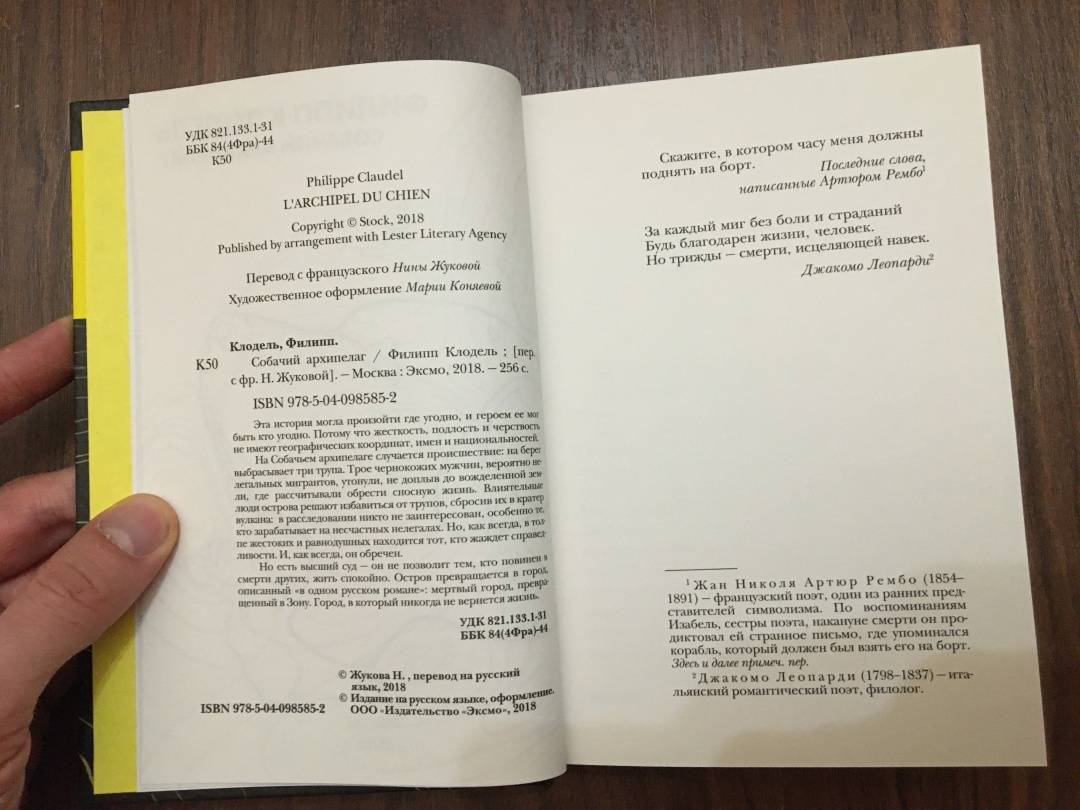 УДК 821.133.1-31
ББК 84(4Фра)-44
К50
Philippe Claudel
L'ARCHIPEL DU CHIEN
Copyright © Stock, 2018
Published by arrangement with Lester Literary Agency
Перевод с французского Нины Жуковой
Художественное оформление Марии Коняевой
Клодель, Филипп.
К50 Собачий архипелаг / Филипп Клодель ; [пер.
с фр. Н. Жуковой]. — Москва : Эксмо, 2018. — 256 с.
ISBN 978-5-04-098585-2
Эта история могла произойти где угодно, и героем ее мог
быть кто угодно. Потому что жесткость, подлость и черствость
не имеют географических координат, имен и национальностей.
На Собачьем архипелаге случается происшествие: на берег
выбрасывает три трупа. Трое чернокожих мужчин, вероятно не-
легальных мигрантов, утонули, не доплыв до вожделенной зем-
ли, где рассчитывали обрести сносную жизнь. Влиятельные
люди острова решают избавиться от трупов, сбросив их в кратер
вулкана: в расследовании никто не заинтересован, особенно те,
кто зарабатывает на несчастных нелегалах. Но, как всегда, в тол-
пе жестоких и равнодушных находится тот, кто жаждет справед-
ливости. И, как всегда, он обречен.
Но есть высший суд — он не позволит тем, кто повинен в
смерти других, жить спокойно. Остров превращается в город,
описанный «в одном русском романе»: мертвый город, превра-
щенный в Зону. Город, в который никогда не вернется жизнь.
УДК 821.133.1-31
ББК 84(4Фра)-44
© Жукова Н. , перевод на русский
язык, 2018
© Издание на русском языке, оформление.
ISBN 978-5-04-098585-2 ООО «Издательство «Эксмо», 2018
Скажите, в котором часу меня должны
поднять на борт.
Последние слова,
написанные Артюром Рембо¹
За каждый миг без боли и страданий
Будь благодарен жизни, человек.
Но трижды — смерти, исцеляющей навек.
Джакомо Леопарди²
¹ Жан Николя Артюр Рембо (1854–
1891) — французский поэт, один из ранних пред-
ставителей символизма. По воспоминаниям
Изабель, сестры поэта, накануне смерти он про-
диктовал ей странное письмо, где упоминался
корабль, который должен был взять его на борт.
Здесь и далее примеч. пер.
² Джакомо Леопарди (1798–1837) — ита-
льянский романтический поэт, филолог.